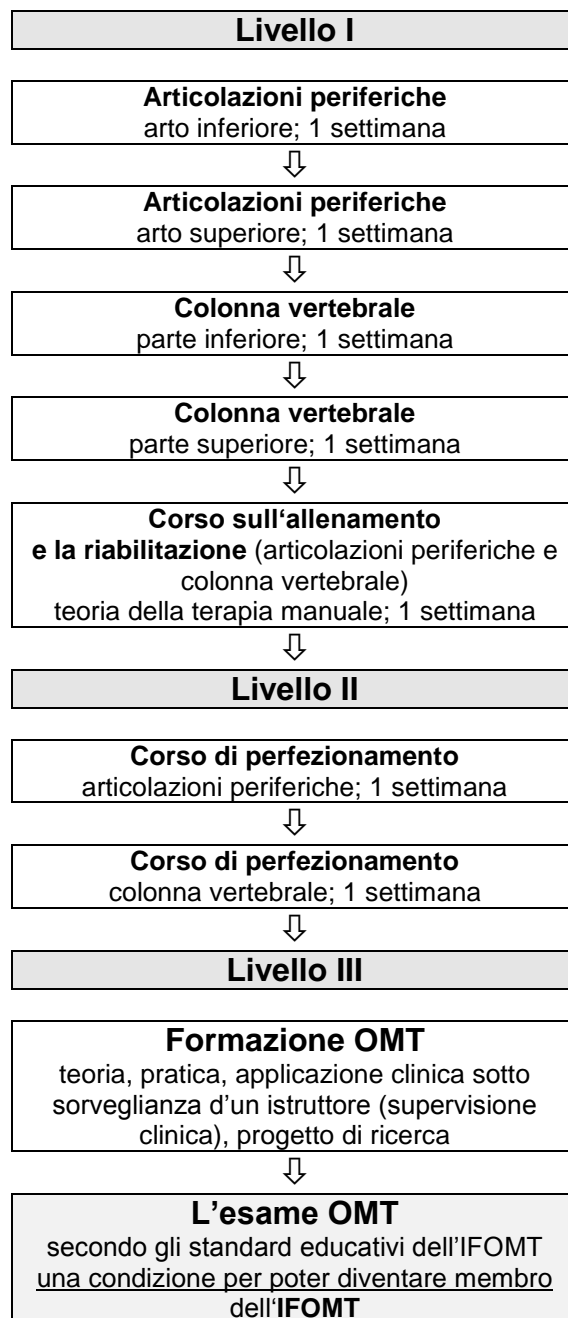 Livello I
Articolazioni periferiche
arto inferiore; 1 settimana
Articolazioni periferiche
arto superiore; 1 settimana
Colonna vertebrale
parte inferiore; 1 settimana
Colonna vertebrale
parte superiore; 1 settimana
Corso sull‘allenamento
e la riabilitazione (articolazioni periferiche e
colonna vertebrale)
teoria della terapia manuale; 1 settimana
Livello II
Corso di perfezionamento
articolazioni periferiche; 1 settimana
Corso di perfezionamento
colonna vertebrale; 1 settimana
Livello III
Formazione OMT
teoria, pratica, applicazione clinica sotto
sorveglianza d’un istruttore (supervisione
clinica), progetto di ricerca
L’esame OMT
secondo gli standard educativi dell’IFOMT
una condizione per poter diventare membro
dell‘IFOMT